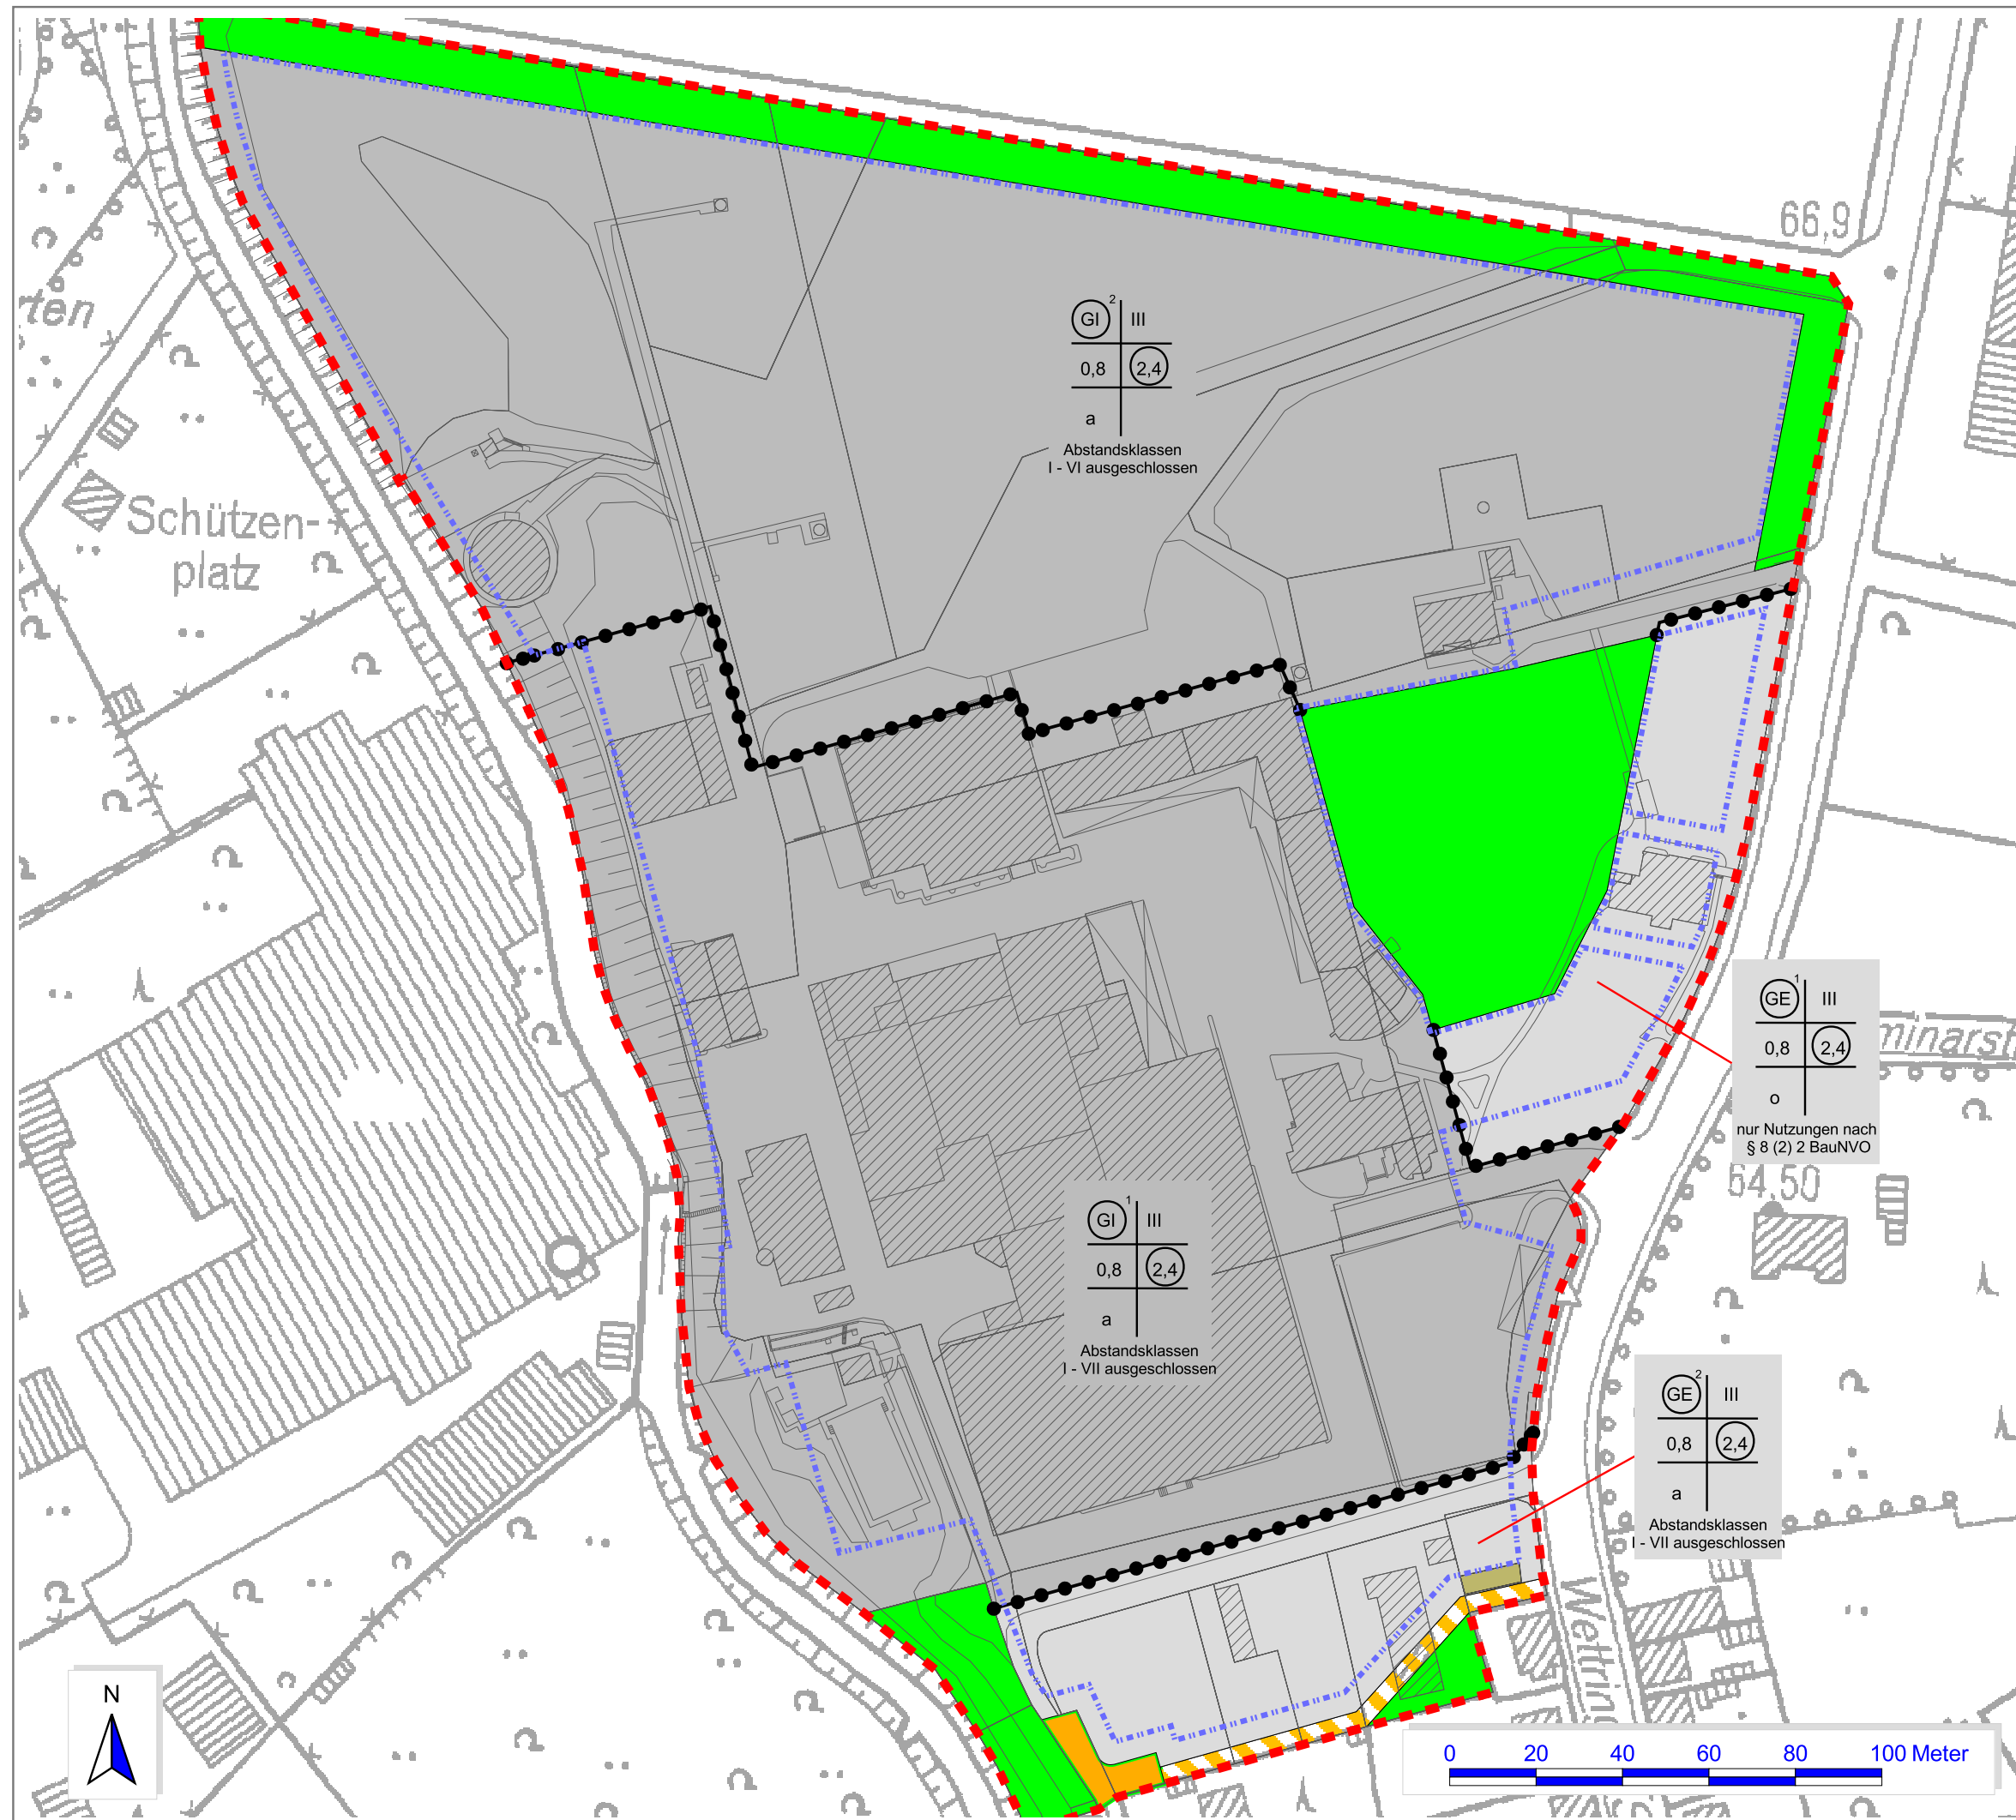 66,9
rten
GI 2 III
0,8 2,4
a
Abstandsklassen
I - VI ausgeschlossen
Schützen-
platz
GE 1 III
0,8 2,4
o
nur Nutzungen nach
§ 8 (2) 2 BauNVO
minarst
64,50
GI 1 III
0,8 2,4
a
Abstandsklassen
I - VII ausgeschlossen
GE 2 III
0,8 2,4
a
Abstandsklassen
I - VII ausgeschlossen
Wettring
N
0 20 40 60 80 100 Meter